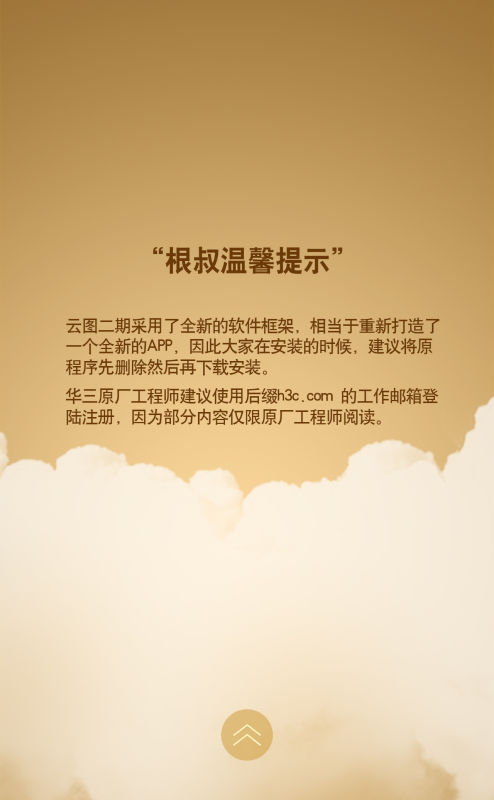 “根叔温馨提示”
云图二期采用了全新的软件框架，相当于重新打造了
一个全新的APP，因此大家在安装的时候，建议将原
程序先删除然后再下载安装。
华三原厂工程师建议使用后缀h3c.com 的工作邮箱登
陆注册，因为部分内容仅限原厂工程师阅读。